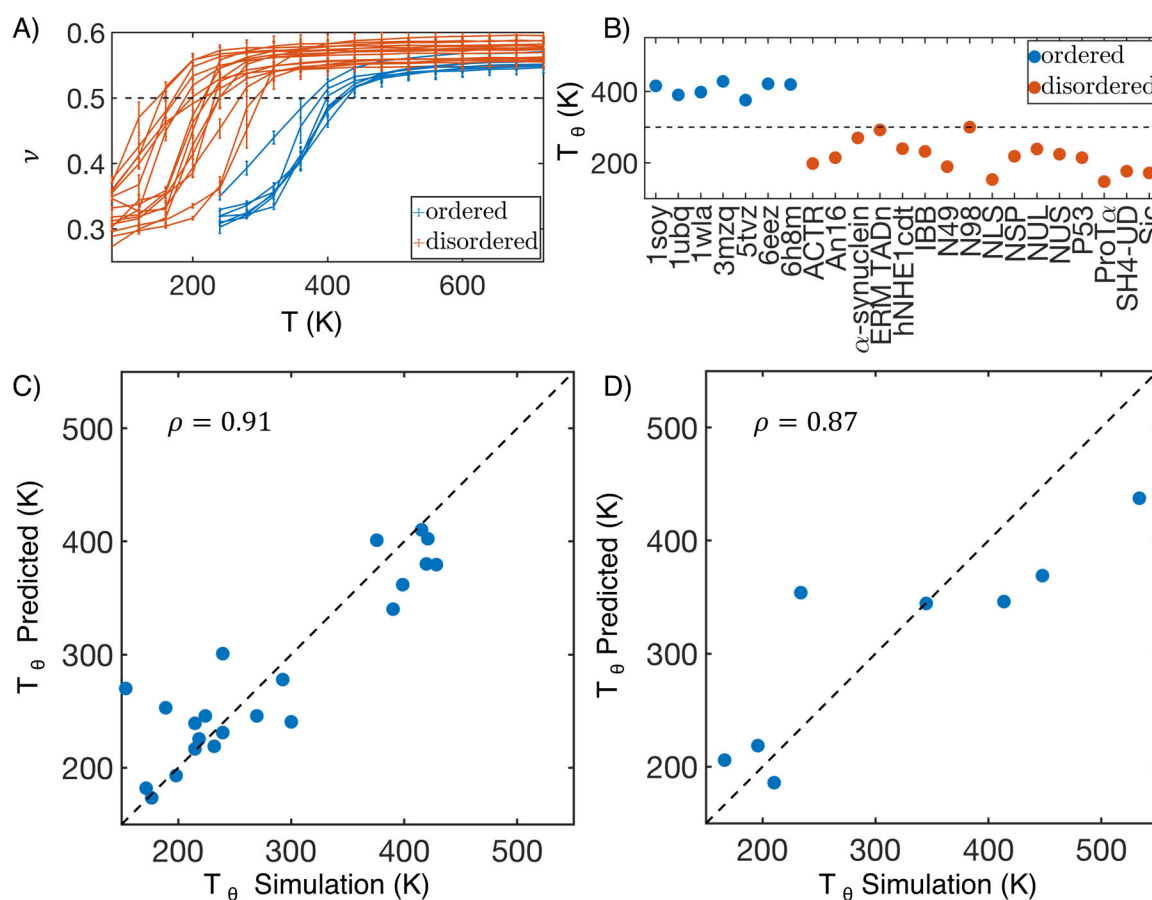 A)
0.6
0.5
0.4
0.3
ν
200
400
600
T (K)
ordered
disordered
B)
400
200
T θ (K)
ordered
disordered
1soy
1ubq
1wla
3mzq
5tvz
6eez
6h8m
ACTR
An16
α-synuclein
ERM TADn
hNHE1cdt
IBB
N49
N98
NLS
NSP
NUL
NUS
P53
ProTα
SH4-UD
Sic
C)
ρ = 0.91
500
400
300
200
T θ Predicted (K)
200
300
400
500
T θ Simulation (K)
D)
ρ = 0.87
500
400
300
200
T θ Predicted (K)
200
300
400
500
T θ Simulation (K)